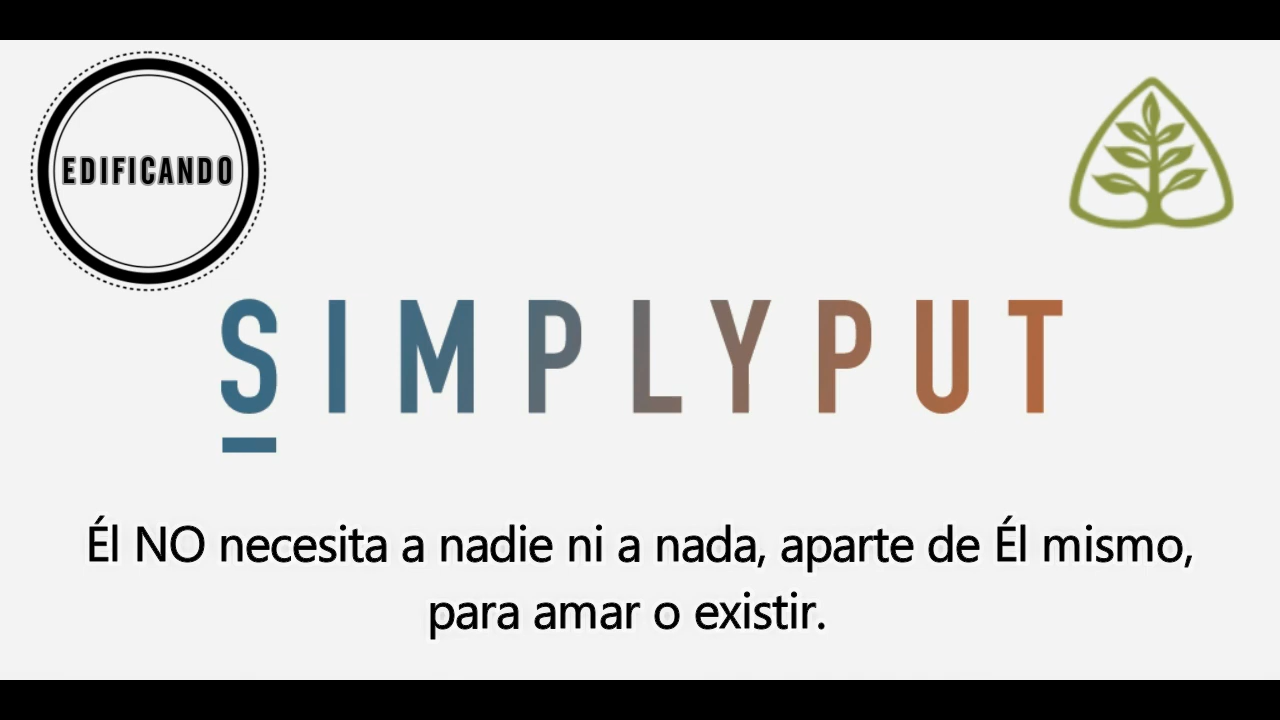 EDIFICANDO
SIMPLYPUT
Él NO necesita a nadie ni a nada, aparte de Él mismo,
para amar o existir.